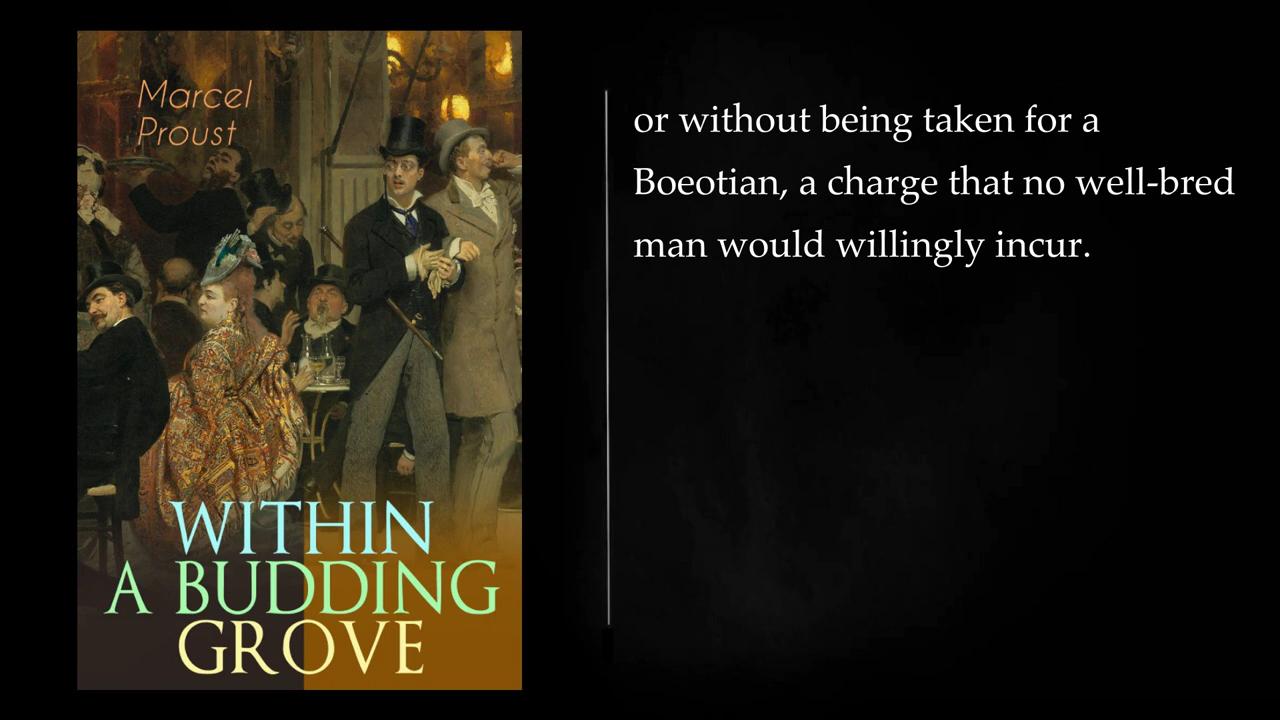 Marcel
Proust
WITHIN
A BUDDING
GROVE
or without being taken for a
Boeotian, a charge that no well-bred
man would willingly incur.